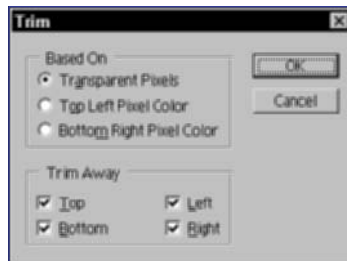 Trim
Based On
Transparent Pixels
Top Left Pixel Color
Bottom Right Pixel Color
OK
Cancel
Trim Away
Top
Left
Bottom
Right